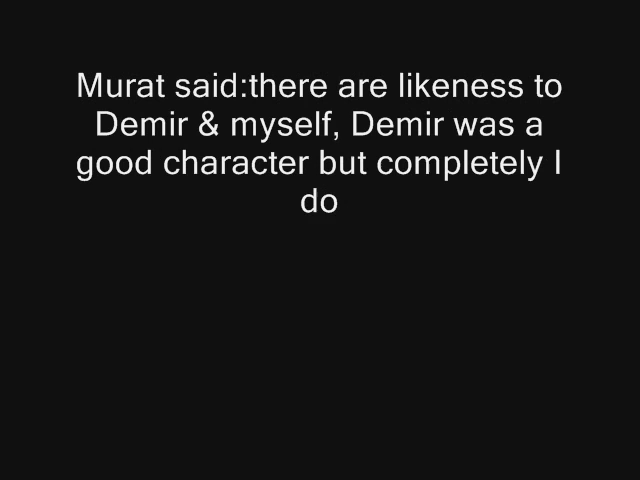 Murat said:there are likeness to
Demir & myself, Demir was a
good character but completely I
do